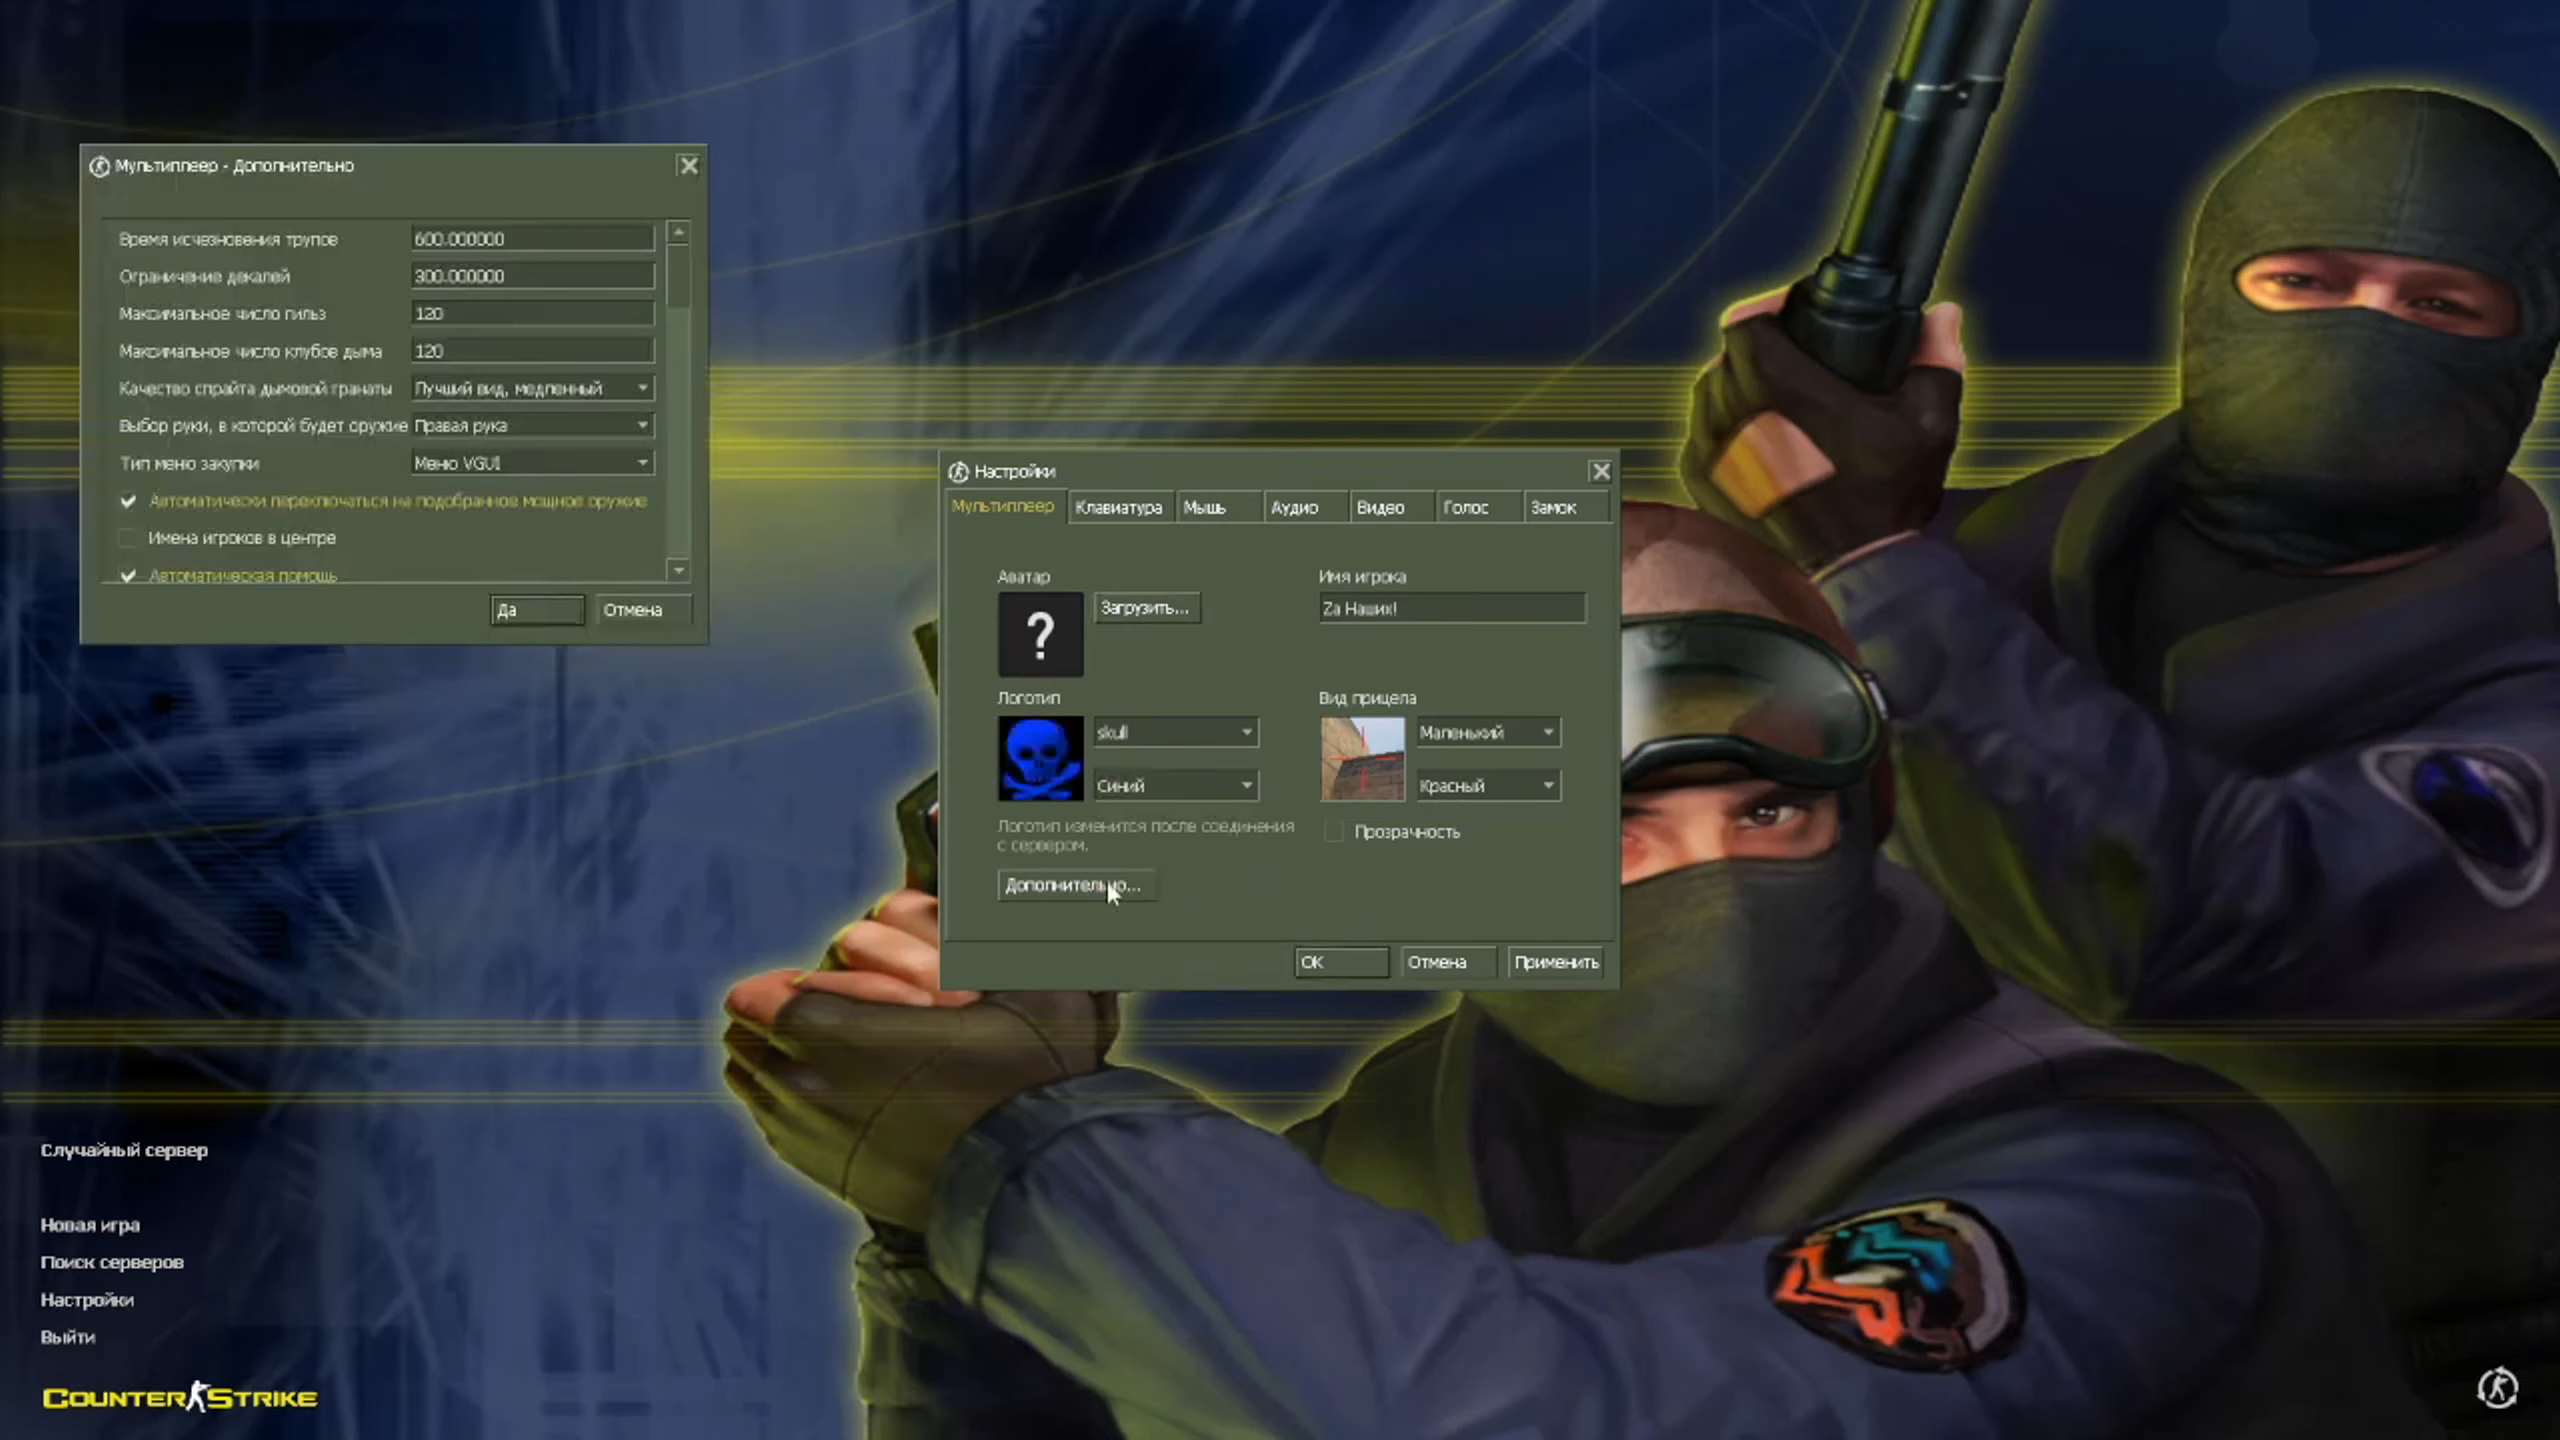 Мультиплеер - Дополнительно
Время исчезновения трупов 600.000000
Ограничение декалей 300.000000
Максимальное число гильз 120
Максимальное число клубов дыма 120
Качество спрайта дымовой гранаты Лучший вид, медленный
Выбор руки, в которой будет оружие Правая рука
Тип меню закупки Меню VGUI
Автоматически переключаться на подобранное мощное оружие
Имена игроков в центре
Автоматическая помощь
Да Отмена
Настройки
Мультиплеер Клавиатура Мышь Аудио Видео Голос Замок
Аватар Имя игрока
? Загрузить... Zа Наших!
Логотип Вид прицела
skull Маленький
Синий Красный
Логотип изменится после соединения
с сервером.
Прозрачность
Дополнительно...
OK Отмена Применить
Случайный сервер
Новая игра
Поиск серверов
Настройки
Выйти
COUNTER STRIKE